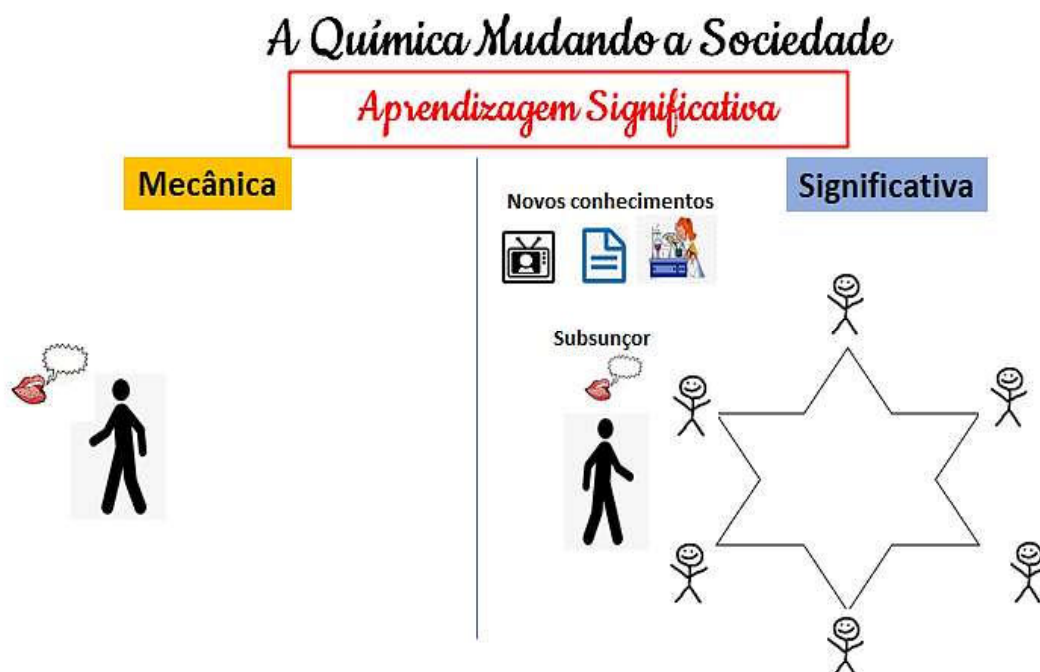 A Química Mudando a Sociedade
Aprendizagem Significativa
Mecânica
Significativa
Novos conhecimentos
Subsunçor